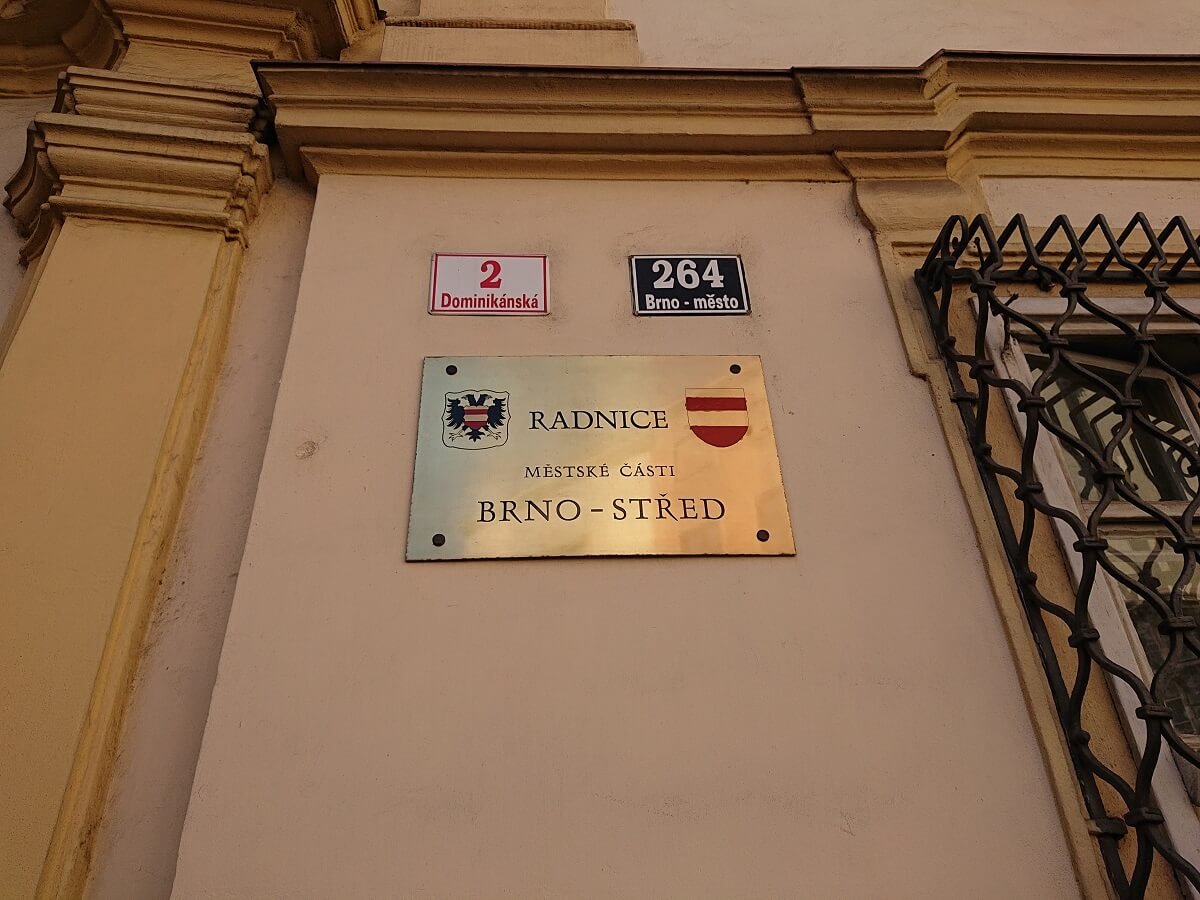 2
Dominikánská
264
Brno - město
RADNICE
MĚSTSKÉ ČÁSTI
BRNO - STŘED